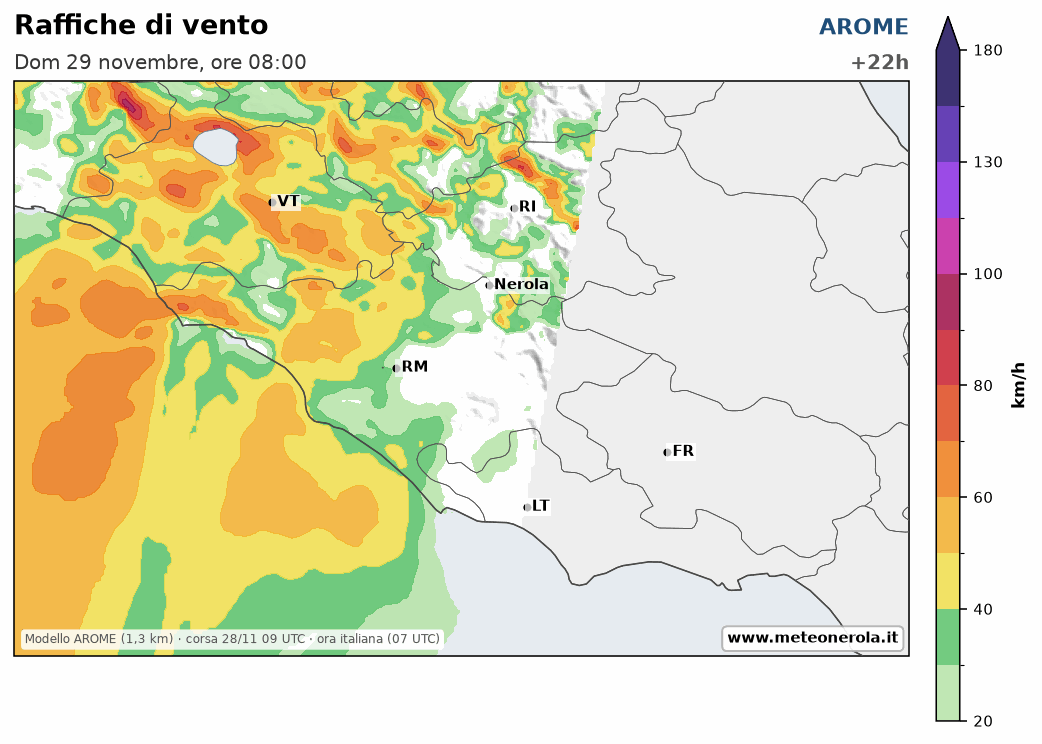 Raffiche di vento
AROME
Dom 29 novembre, ore 08:00
+22h
VT
RI
Nerola
RM
FR
LT
Modello AROME (1,3 km) · corsa 28/11 09 UTC · ora italiana (07 UTC)
www.meteonerola.it
180
130
100
80
60
40
20
km/h